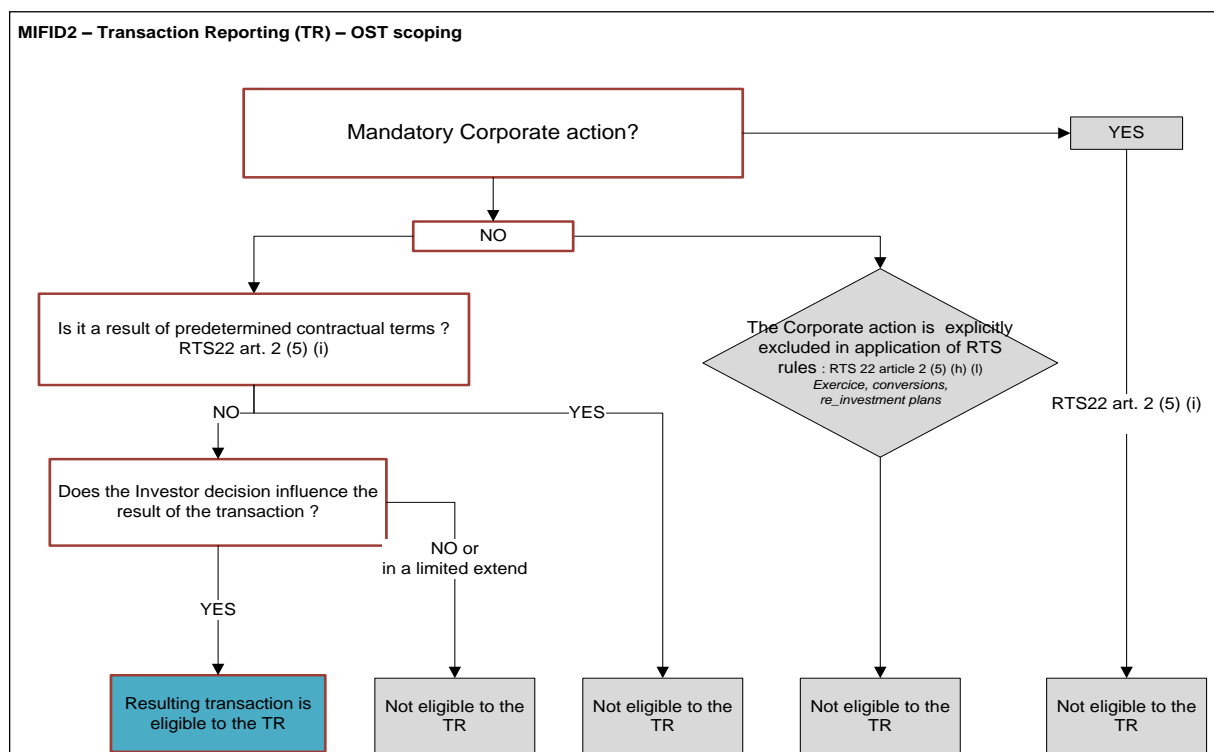 MIFID2 – Transaction Reporting (TR) – OST scoping
Mandatory Corporate action?
YES
NO
Is it a result of predetermined contractual terms ?
RTS22 art. 2 (5) (i)
The Corporate action is explicitly
excluded in application of RTS
rules : RTS 22 article 2 (5) (h) (l)
Exercice, conversions,
re_investment plans
RTS22 art. 2 (5) (i)
NO
YES
Does the Investor decision influence the
result of the transaction ?
NO or
in a limited extend
YES
Resulting transaction is
eligible to the TR
Not eligible to the
TR
Not eligible to the
TR
Not eligible to the
TR
Not eligible to the
TR